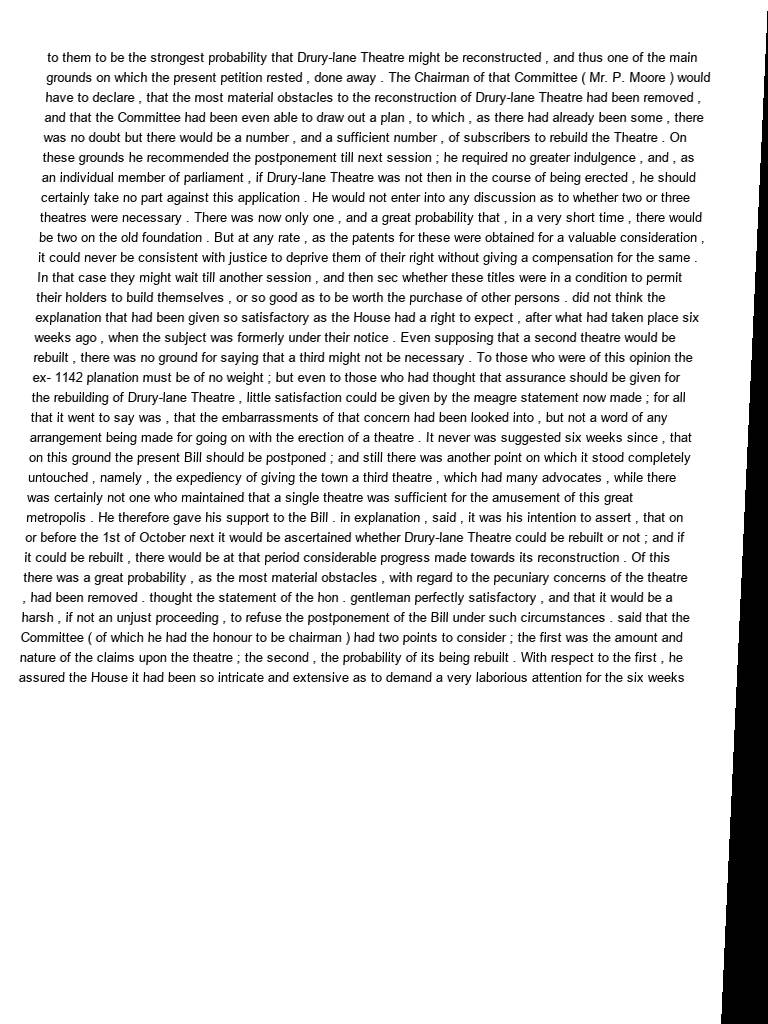 to them to be the strongest probability that Drury-lane Theatre might be reconstructed , and thus one of the main
grounds on which the present petition rested , done away . The Chairman of that Committee ( Mr. P. Moore ) would
have to declare , that the most material obstacles to the reconstruction of Drury-lane Theatre had been removed ,
and that the Committee had been even able to draw out a plan , to which , as there had already been some , there
was no doubt but there would be a number , and a sufficient number , of subscribers to rebuild the Theatre . On
these grounds he recommended the postponement till next session ; he required no greater indulgence , and , as
an individual member of parliament , if Drury-lane Theatre was not then in the course of being erected , he should
certainly take no part against this application . He would not enter into any discussion as to whether two or three
theatres were necessary . There was now only one , and a great probability that , in a very short time , there would
be two on the old foundation . But at any rate , as the patents for these were obtained for a valuable consideration ,
it could never be consistent with justice to deprive them of their right without giving a compensation for the same .
In that case they might wait till another session , and then sec whether these titles were in a condition to permit
their holders to build themselves , or so good as to be worth the purchase of other persons . did not think the
explanation that had been given so satisfactory as the House had a right to expect , after what had taken place six
weeks ago , when the subject was formerly under their notice . Even supposing that a second theatre would be
rebuilt , there was no ground for saying that a third might not be necessary . To those who were of this opinion the
ex- 1142 planation must be of no weight ; but even to those who had thought that assurance should be given for
the rebuilding of Drury-lane Theatre , little satisfaction could be given by the meagre statement now made ; for all
that it went to say was , that the embarrassments of that concern had been looked into , but not a word of any
arrangement being made for going on with the erection of a theatre . It never was suggested six weeks since , that
on this ground the present Bill should be postponed ; and still there was another point on which it stood completely
untouched , namely , the expediency of giving the town a third theatre , which had many advocates , while there
was certainly not one who maintained that a single theatre was sufficient for the amusement of this great
metropolis . He therefore gave his support to the Bill . in explanation , said , it was his intention to assert , that on
or before the 1st of October next it would be ascertained whether Drury-lane Theatre could be rebuilt or not ; and if
it could be rebuilt , there would be at that period considerable progress made towards its reconstruction . Of this
there was a great probability , as the most material obstacles , with regard to the pecuniary concerns of the theatre
, had been removed . thought the statement of the hon . gentleman perfectly satisfactory , and that it would be a
harsh , if not an unjust proceeding , to refuse the postponement of the Bill under such circumstances . said that the
Committee ( of which he had the honour to be chairman ) had two points to consider ; the first was the amount and
nature of the claims upon the theatre ; the second , the probability of its being rebuilt . With respect to the first , he
assured the House it had been so intricate and extensive as to demand a very laborious attention for the six weeks